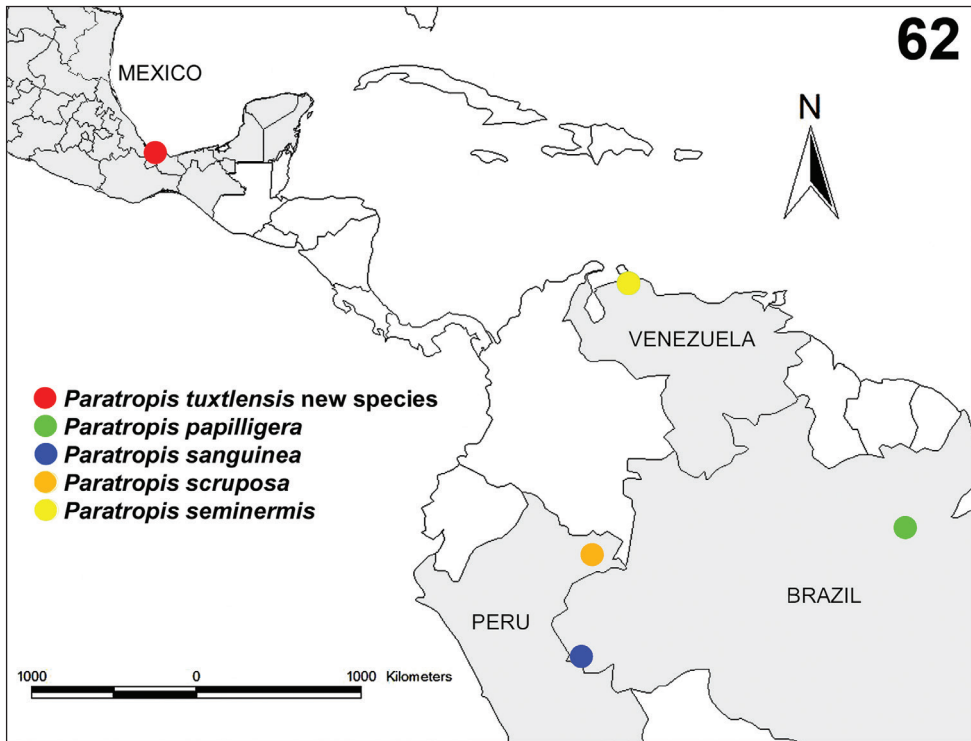 62
MEXICO
N
VENEZUELA
Paratropis tuxtlensis new species
Paratropis papilligera
Paratropis sanguinea
Paratropis scruposa
Paratropis seminermis
BRAZIL
PERU
1000 0 1000 Kilometers